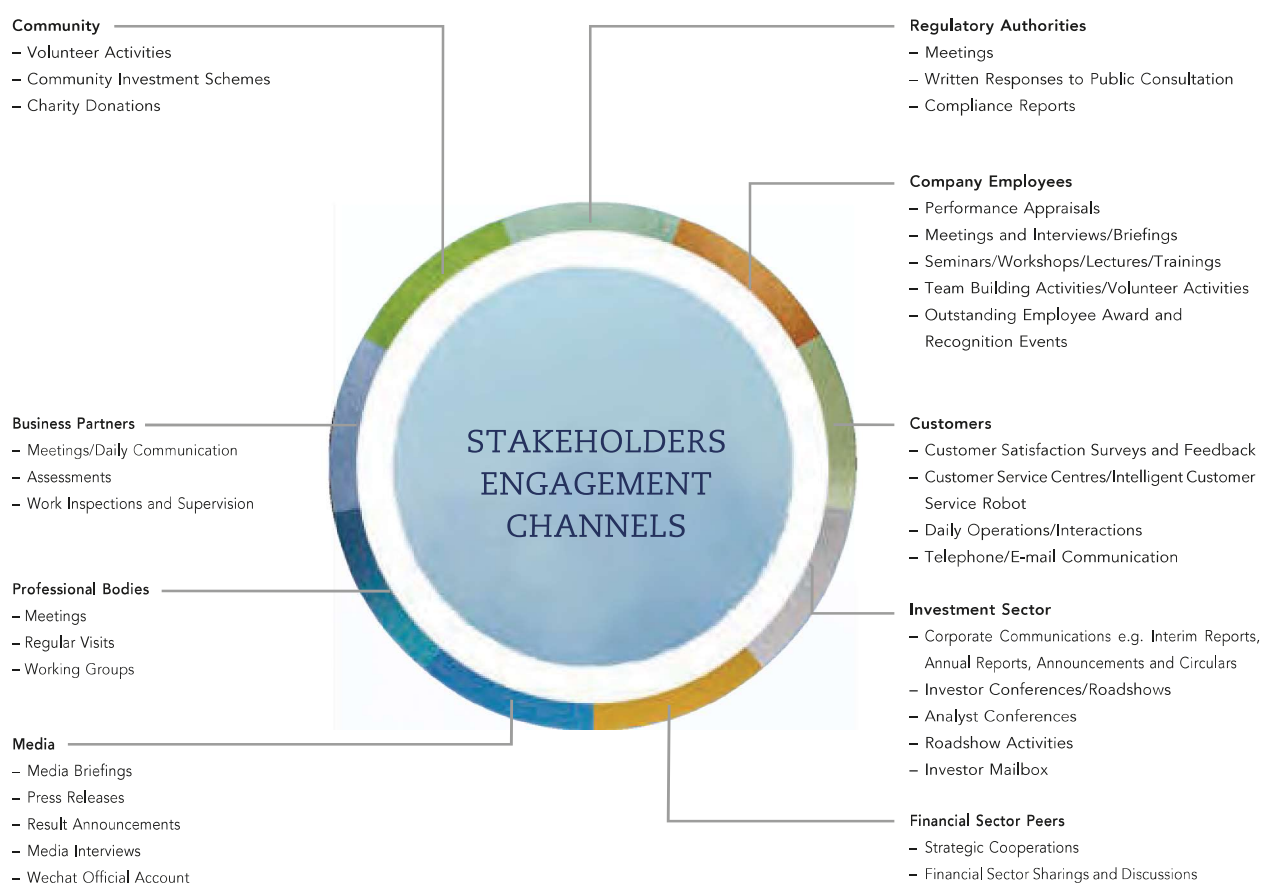 Community
– Volunteer Activities
– Community Investment Schemes
– Charity Donations
Business Partners
– Meetings/Daily Communication
– Assessments
– Work Inspections and Supervision
Professional Bodies
– Meetings
– Regular Visits
– Working Groups
Media
– Media Briefings
– Press Releases
– Result Announcements
– Media Interviews
– Wechat Official Account
STAKEHOLDERS
ENGAGEMENT
CHANNELS
Regulatory Authorities
– Meetings
– Written Responses to Public Consultation
– Compliance Reports
Company Employees
– Performance Appraisals
– Meetings and Interviews/Briefings
– Seminars/Workshops/Lectures/Trainings
– Team Building Activities/Volunteer Activities
– Outstanding Employee Award and
Recognition Events
Customers
– Customer Satisfaction Surveys and Feedback
– Customer Service Centres/Intelligent Customer
Service Robot
– Daily Operations/Interactions
– Telephone/E-mail Communication
Investment Sector
– Corporate Communications e.g. Interim Reports,
Annual Reports, Announcements and Circulars
– Investor Conferences/Roadshows
– Analyst Conferences
– Roadshow Activities
– Investor Mailbox
Financial Sector Peers
– Strategic Cooperations
– Financial Sector Sharings and Discussions